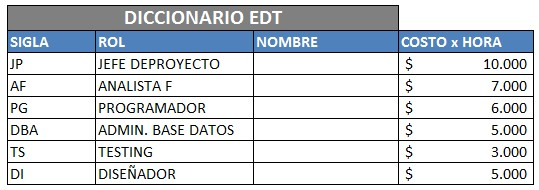 DICCIONARIO EDT
SIGLA ROL NOMBRE COSTO x HORA
JP JEFE DEPROYECTO $ 10.000
AF ANALISTA F $ 7.000
PG PROGRAMADOR $ 6.000
DBA ADMIN. BASE DATOS $ 5.000
TS TESTING $ 3.000
DI DISEÑADOR $ 5.000